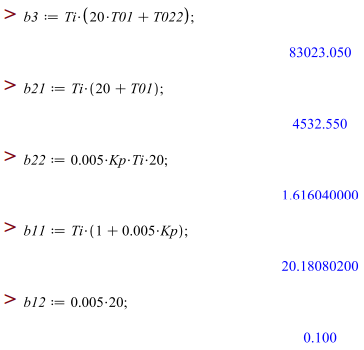 > b3 := Ti·(20·T01 + T022);
83023.050
> b21 := Ti·(20 + T01);
4532.550
> b22 := 0.005·Kp·Ti·20;
1.616040000
> b11 := Ti·(1 + 0.005·Kp);
20.18080200
> b12 := 0.005·20;
0.100